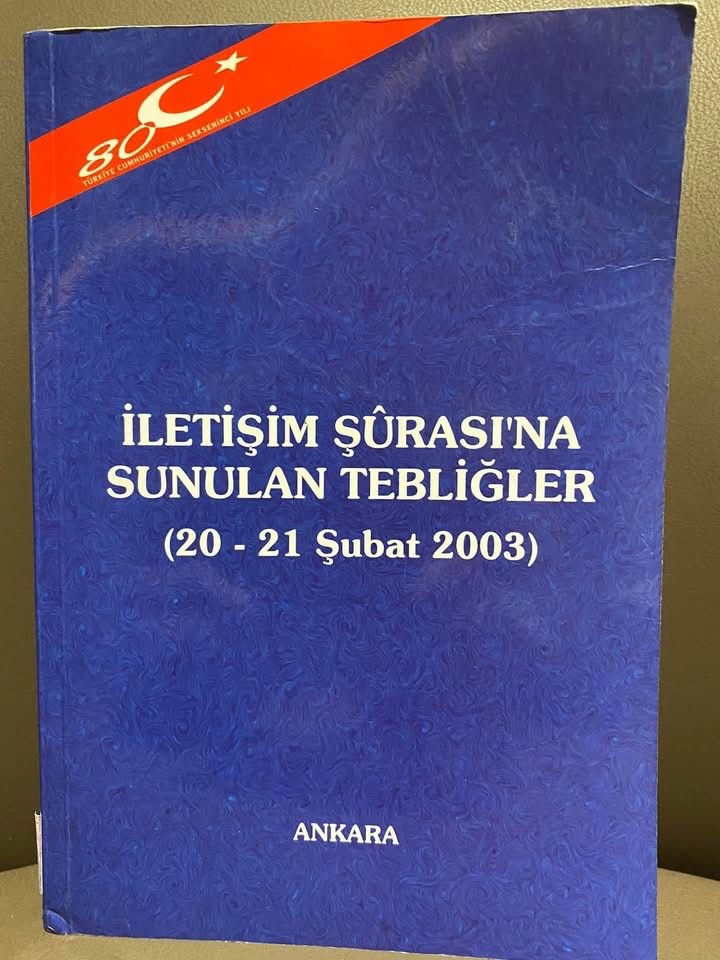 80
TÜRKİYE CUMHURİYETİ'NİN SEKSENİNCİ YILI
İLETİŞİM ŞÛRASI'NA
SUNULAN TEBLİĞLER
(20 - 21 Şubat 2003)
ANKARA